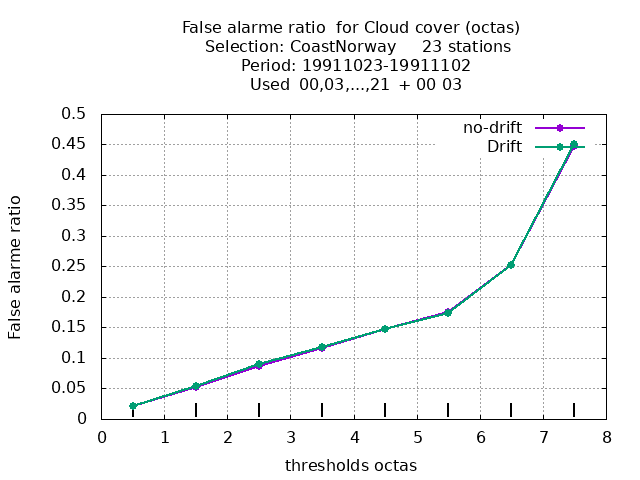 False alarme ratio  for Cloud cover (octas)
Selection: CoastNorway     23 stations
Period: 19911023-19911102
Used  00,03,...,21  + 00 03
no-drift
Drift
False alarme ratio
0.5
0.45
0.4
0.35
0.3
0.25
0.2
0.15
0.1
0.05
0
0 1 2 3 4 5 6 7 8
thresholds octas